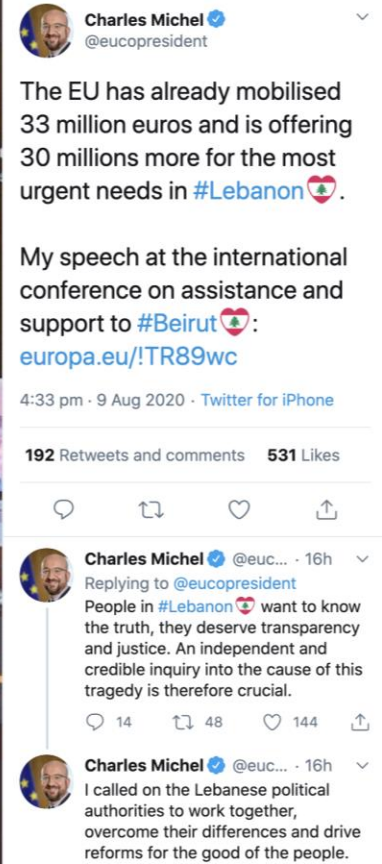 Charles Michel
@eucopresident
The EU has already mobilised
33 million euros and is offering
30 millions more for the most
urgent needs in #Lebanon.
My speech at the international
conference on assistance and
support to #Beirut:
europa.eu/!TR89wc
4:33 pm · 9 Aug 2020 · Twitter for iPhone
192 Retweets and comments 531 Likes
Charles Michel @euc... · 16h
Replying to @eucopresident
People in #Lebanon want to know
the truth, they deserve transparency
and justice. An independent and
credible inquiry into the cause of this
tragedy is therefore crucial.
14 48 144
Charles Michel @euc... · 16h
I called on the Lebanese political
authorities to work together,
overcome their differences and drive
reforms for the good of the people.